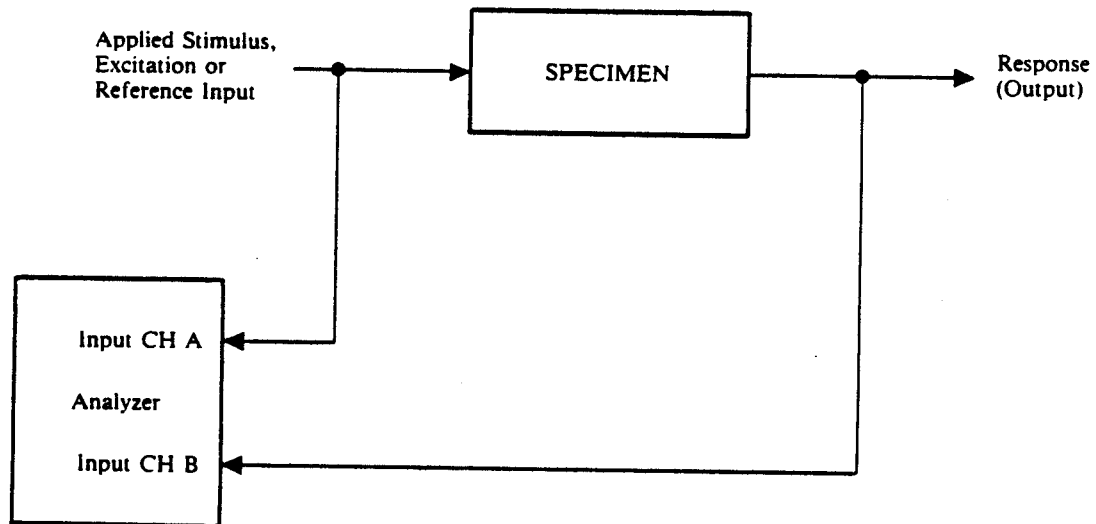 Applied Stimulus,
Excitation or
Reference Input
SPECIMEN
Response
(Output)
Input CH A
Analyzer
Input CH B